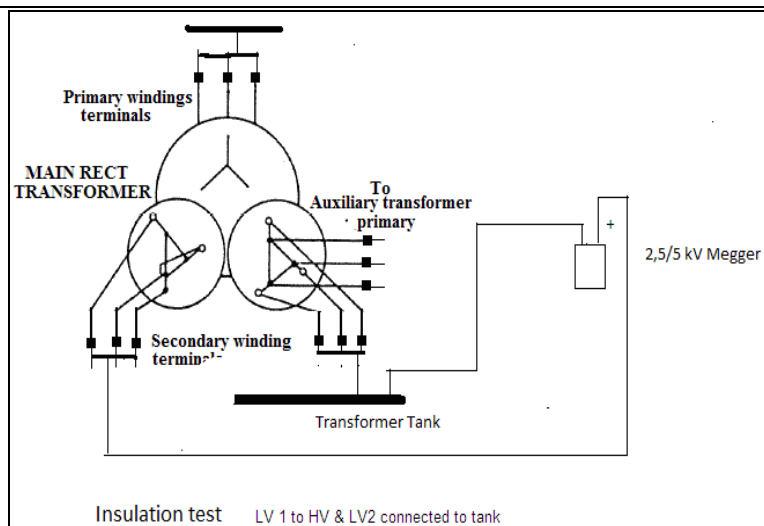 Primary windings
terminals
MAIN RECT
TRANSFORMER
To
Auxiliary transformer
primary
+
2,5/5 kV Megger
Secondary winding
Transformer Tank
Insulation test LV 1 to HV & LV2 connected to tank